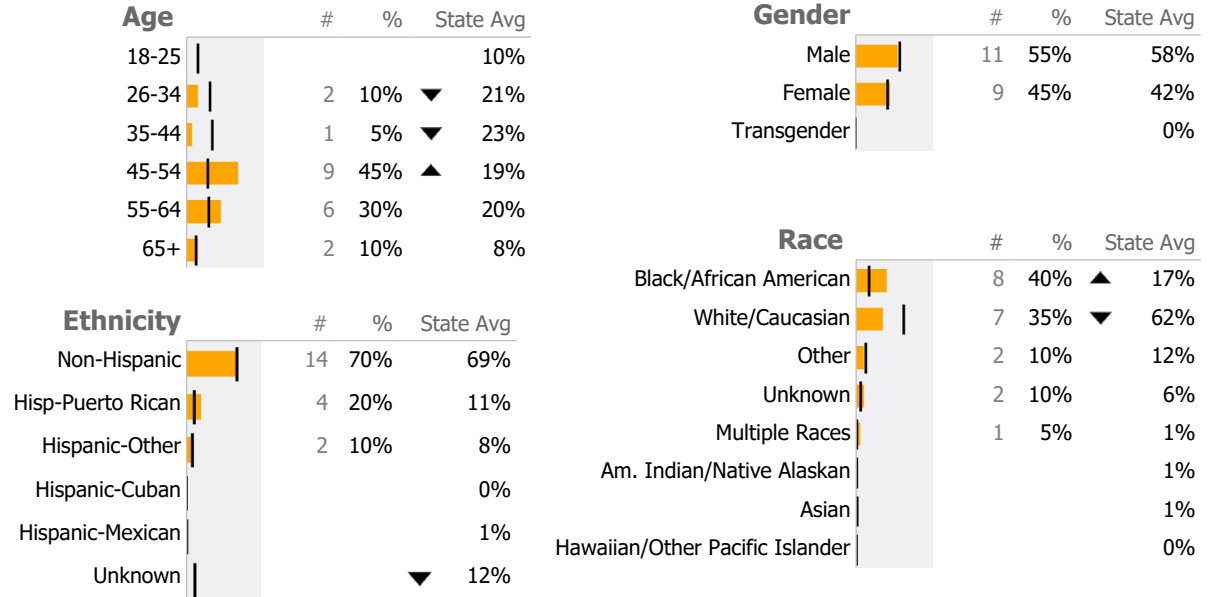 Age # % State Avg
18-25 10%
26-34 2 10% ▼ 21%
35-44 1 5% ▼ 23%
45-54 9 45% ▲ 19%
55-64 6 30% 20%
65+ 2 10% 8%
Ethnicity # % State Avg
Non-Hispanic 14 70% 69%
Hisp-Puerto Rican 4 20% 11%
Hispanic-Other 2 10% 8%
Hispanic-Cuban 0%
Hispanic-Mexican 1%
Unknown ▼ 12%
Gender # % State Avg
Male 11 55% 58%
Female 9 45% 42%
Transgender 0%
Race # % State Avg
Black/African American 8 40% ▲ 17%
White/Caucasian 7 35% ▼ 62%
Other 2 10% 12%
Unknown 2 10% 6%
Multiple Races 1 5% 1%
Am. Indian/Native Alaskan 1%
Asian 1%
Hawaiian/Other Pacific Islander 0%